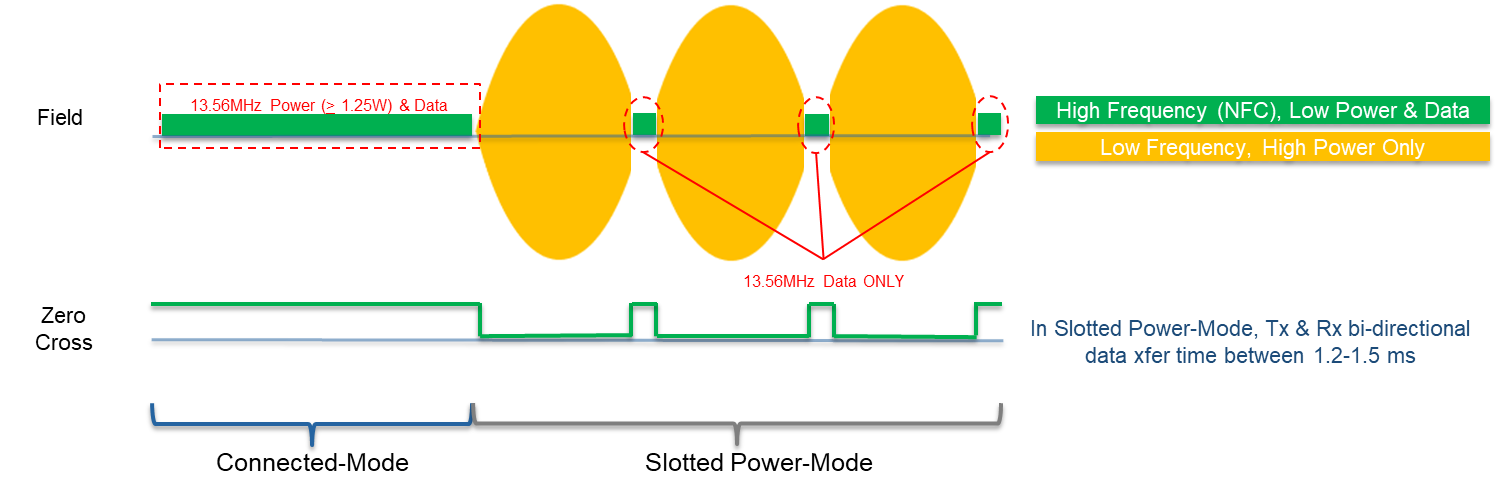 13.56MHz Power (≥ 1.25W) & Data
Field
High Frequency (NFC), Low Power & Data
Low Frequency, High Power Only
13.56MHz Data ONLY
Zero
Cross
In Slotted Power-Mode, Tx & Rx bi-directional
data xfer time between 1.2-1.5 ms
Connected-Mode
Slotted Power-Mode